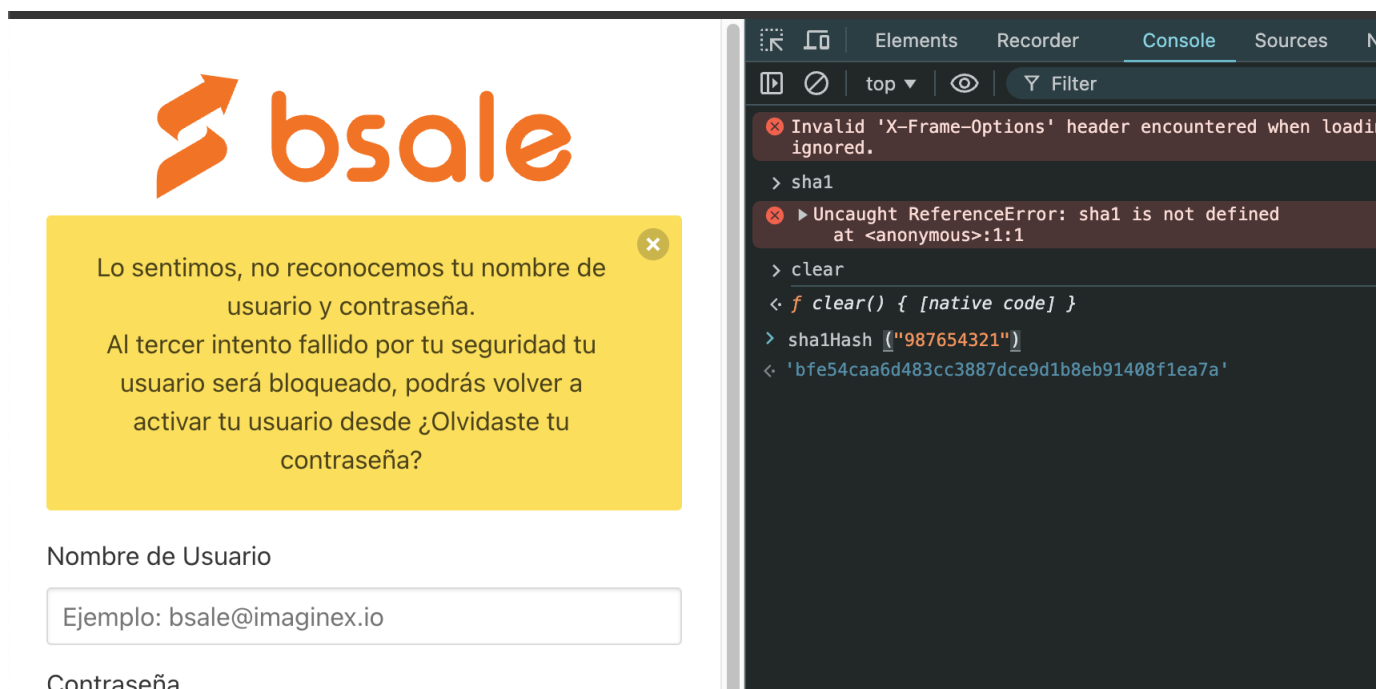 bsale
Lo sentimos, no reconocemos tu nombre de
usuario y contraseña.
Al tercer intento fallido por tu seguridad tu
usuario será bloqueado, podrás volver a
activar tu usuario desde ¿Olvidaste tu
contraseña?
Nombre de Usuario
Ejemplo: bsale@imaginex.io
Contraseña
Elements Recorder Console Sources N
top Filter
Invalid 'X-Frame-Options' header encountered when loadi
ignored.
> sha1
Uncaught ReferenceError: sha1 is not defined
at <anonymous>:1:1
> clear
ƒ clear() { [native code] }
> sha1Hash ("987654321")
'bfe54caa6d483cc3887dce9d1b8eb91408f1ea7a'